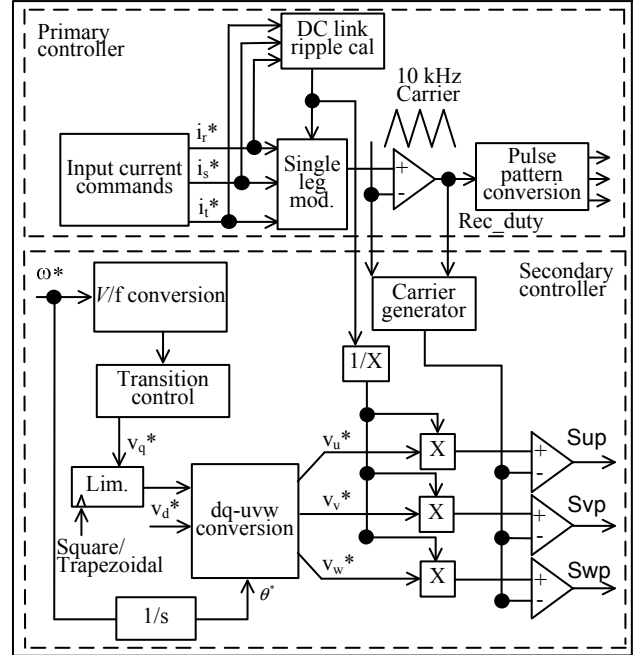 Primary
controller
DC link
ripple cal
10 kHz
Carrier
Input current
commands
i_r*
i_s*
i_t*
Single
leg
mod.
+
-
Pulse
pattern
conversion
Rec_duty
Secondary
controller
ω*
V/f conversion
Carrier
generator
1/X
Transition
control
v_q*
Lim.
v_d*
Square/
Trapezoidal
dq-uvw
conversion
v_u*
v_v*
v_w*
X
X
X
+
-
Sup
+
-
Svp
+
-
Swp
1/s
θ*